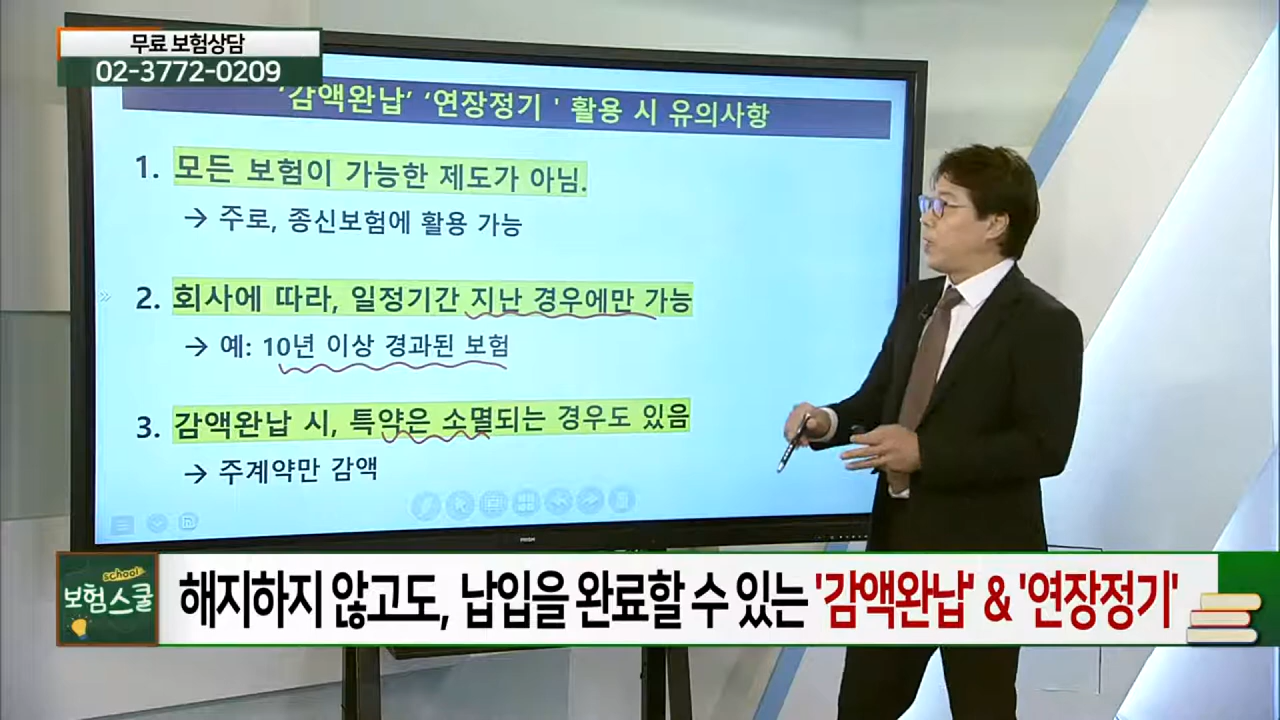 무료 보험상담
02-3772-0209
'감액완납' '연장정기 ' 활용 시 유의사항
1. 모든 보험이 가능한 제도가 아님.
→ 주로, 종신보험에 활용 가능
2. 회사에 따라, 일정기간 지난 경우에만 가능
→ 예: 10년 이상 경과된 보험
3. 감액완납 시, 특약은 소멸되는 경우도 있음
→ 주계약만 감액
PRISM
school
보험스쿨
해지하지 않고도, 납입을 완료할 수 있는 '감액완납' & '연장정기'